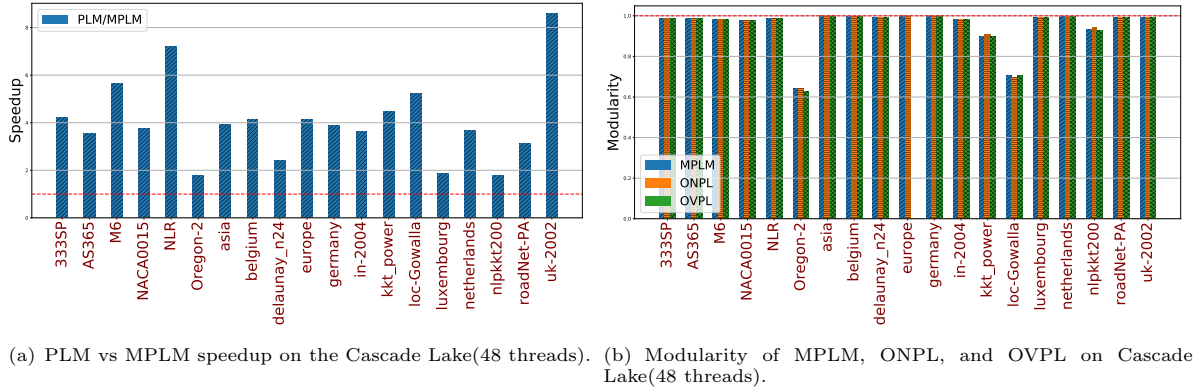 PLM/MPLM
Speedup
8
6
4
2
0
333SP
AS365
M6
NACA0015
NLR
Oregon-2
asia
belgium
delaunay_n24
europe
germany
in-2004
kkt_power
loc-Gowalla
luxembourg
netherlands
nlpkkt200
roadNet-PA
uk-2002
(a) PLM vs MPLM speedup on the Cascade Lake(48 threads).
Modularity
1.0
0.8
0.6
0.4
0.2
0.0
MPLM
ONPL
OVPL
333SP
AS365
M6
NACA0015
NLR
Oregon-2
asia
belgium
delaunay_n24
europe
germany
in-2004
kkt_power
loc-Gowalla
luxembourg
netherlands
nlpkkt200
roadNet-PA
uk-2002
(b) Modularity of MPLM, ONPL, and OVPL on Cascade
Lake(48 threads).